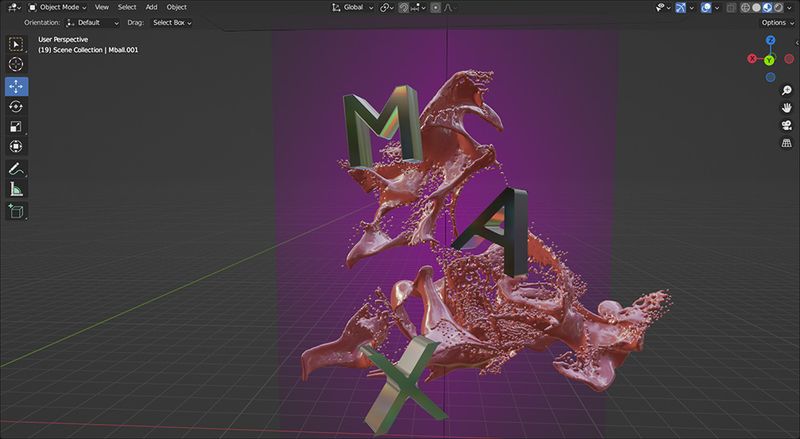 Object Mode View Select Add Object Global Options
Orientation: Default Drag: Select Box
User Perspective
(19) Scene Collection | Mball.001
Z
X
Y
M
A
X